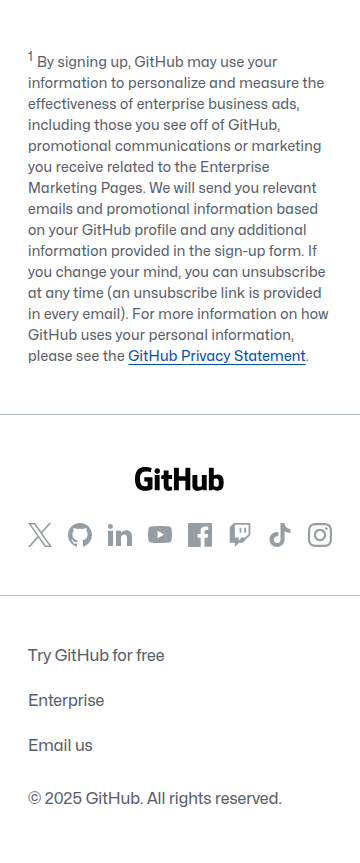 1 By signing up, GitHub may use your
information to personalize and measure the
effectiveness of enterprise business ads,
including those you see off of GitHub,
promotional communications or marketing
you receive related to the Enterprise
Marketing Pages. We will send you relevant
emails and promotional information based
on your GitHub profile and any additional
information provided in the sign-up form. If
you change your mind, you can unsubscribe
at any time (an unsubscribe link is provided
in every email). For more information on how
GitHub uses your personal information,
please see the GitHub Privacy Statement.
GitHub
Try GitHub for free
Enterprise
Email us
© 2025 GitHub. All rights reserved.